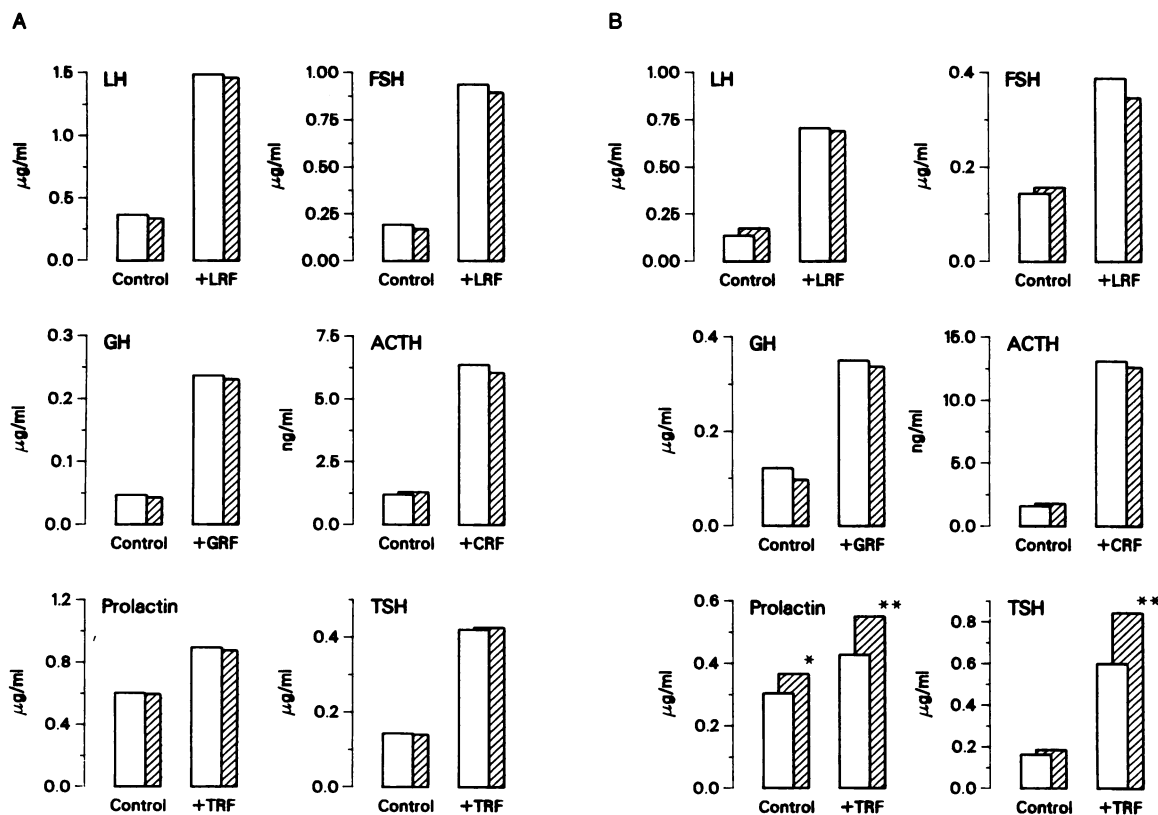 A
LH
1.5
1.0
0.5
0.0
µg/ml
Control +LRF
FSH
1.00
0.75
0.50
0.25
0.00
µg/ml
Control +LRF
GH
0.3
0.2
0.1
0.0
µg/ml
Control +GRF
ACTH
7.5
5.0
2.5
0.0
ng/ml
Control +CRF
Prolactin
1.2
0.8
0.4
0.0
µg/ml
Control +TRF
TSH
0.4
0.2
0.0
µg/ml
Control +TRF
B
LH
1.00
0.75
0.50
0.25
0.00
µg/ml
Control +LRF
FSH
0.4
0.2
0.0
µg/ml
Control +LRF
GH
0.4
0.2
0.0
µg/ml
Control +GRF
ACTH
15.0
10.0
5.0
0.0
ng/ml
Control +CRF
Prolactin
0.6
0.4
0.2
0.0
µg/ml
*
**
Control +TRF
TSH
0.8
0.6
0.4
0.2
0.0
µg/ml
**
Control +TRF